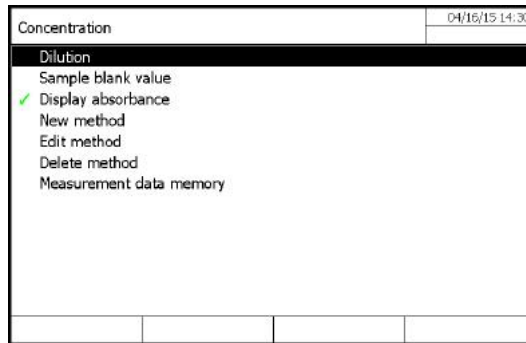 Concentration
04/16/15 14:30
Dilution
Sample blank value
✓ Display absorbance
New method
Edit method
Delete method
Measurement data memory